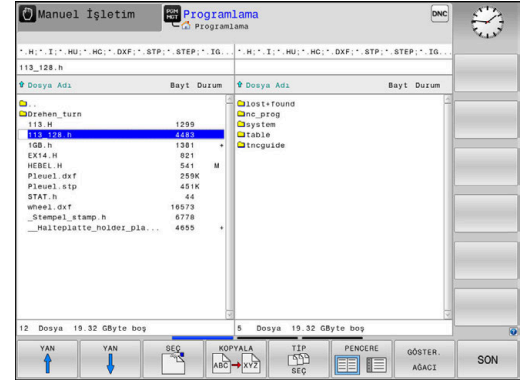 Manuel İşletim
PGM
MGT
Programlama
Programlama
DNC
*.H;*.I;*.HU;*.HC;*.DXF;*.STP;*.STEP;*.IG...
*.H;*.I;*.HU;*.HC;*.DXF;*.STP;*.STEP;*.IG...
113_128.h
Dosya Adı Bayt Durum
Dosya Adı Bayt Durum
..
Drehen_turn
113.H 1299
113_128.h 4483
1GB.h 1381 +
EX14.H 821
HEBEL.H 541 M
Pleuel.dxf 259K
Pleuel.stp 451K
STAT.h 44
wheel.dxf 16573
_Stempel_stamp.h 6778
__Halteplatte_holder_pla... 4655 +
lost+found
nc_prog
system
table
tncguide
12 Dosya 19.32 GByte boş
5 Dosya 19.32 GByte boş
YAN
YAN
SEÇ
KOPYALA
ABC XYZ
TİP
SEÇ
PENCERE
GÖSTER.
AĞACI
SON